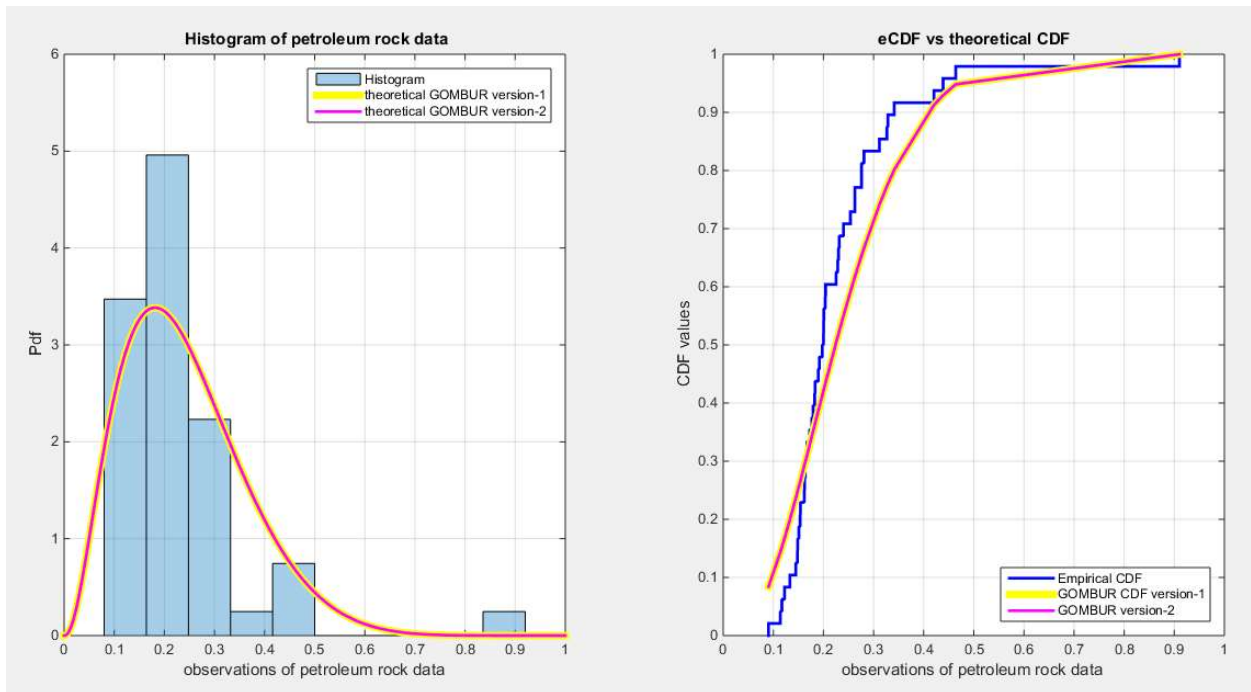 Histogram of petroleum rock data
6
5
4
3
2
1
0
Pdf
Histogram
theoretical GOMBUR version-1
theoretical GOMBUR version-2
0 0.1 0.2 0.3 0.4 0.5 0.6 0.7 0.8 0.9 1
observations of petroleum rock data
eCDF vs theoretical CDF
1
0.9
0.8
0.7
0.6
0.5
0.4
0.3
0.2
0.1
0
CDF values
Empirical CDF
GOMBUR CDF version-1
GOMBUR version-2
0 0.1 0.2 0.3 0.4 0.5 0.6 0.7 0.8 0.9 1
observations of petroleum rock data